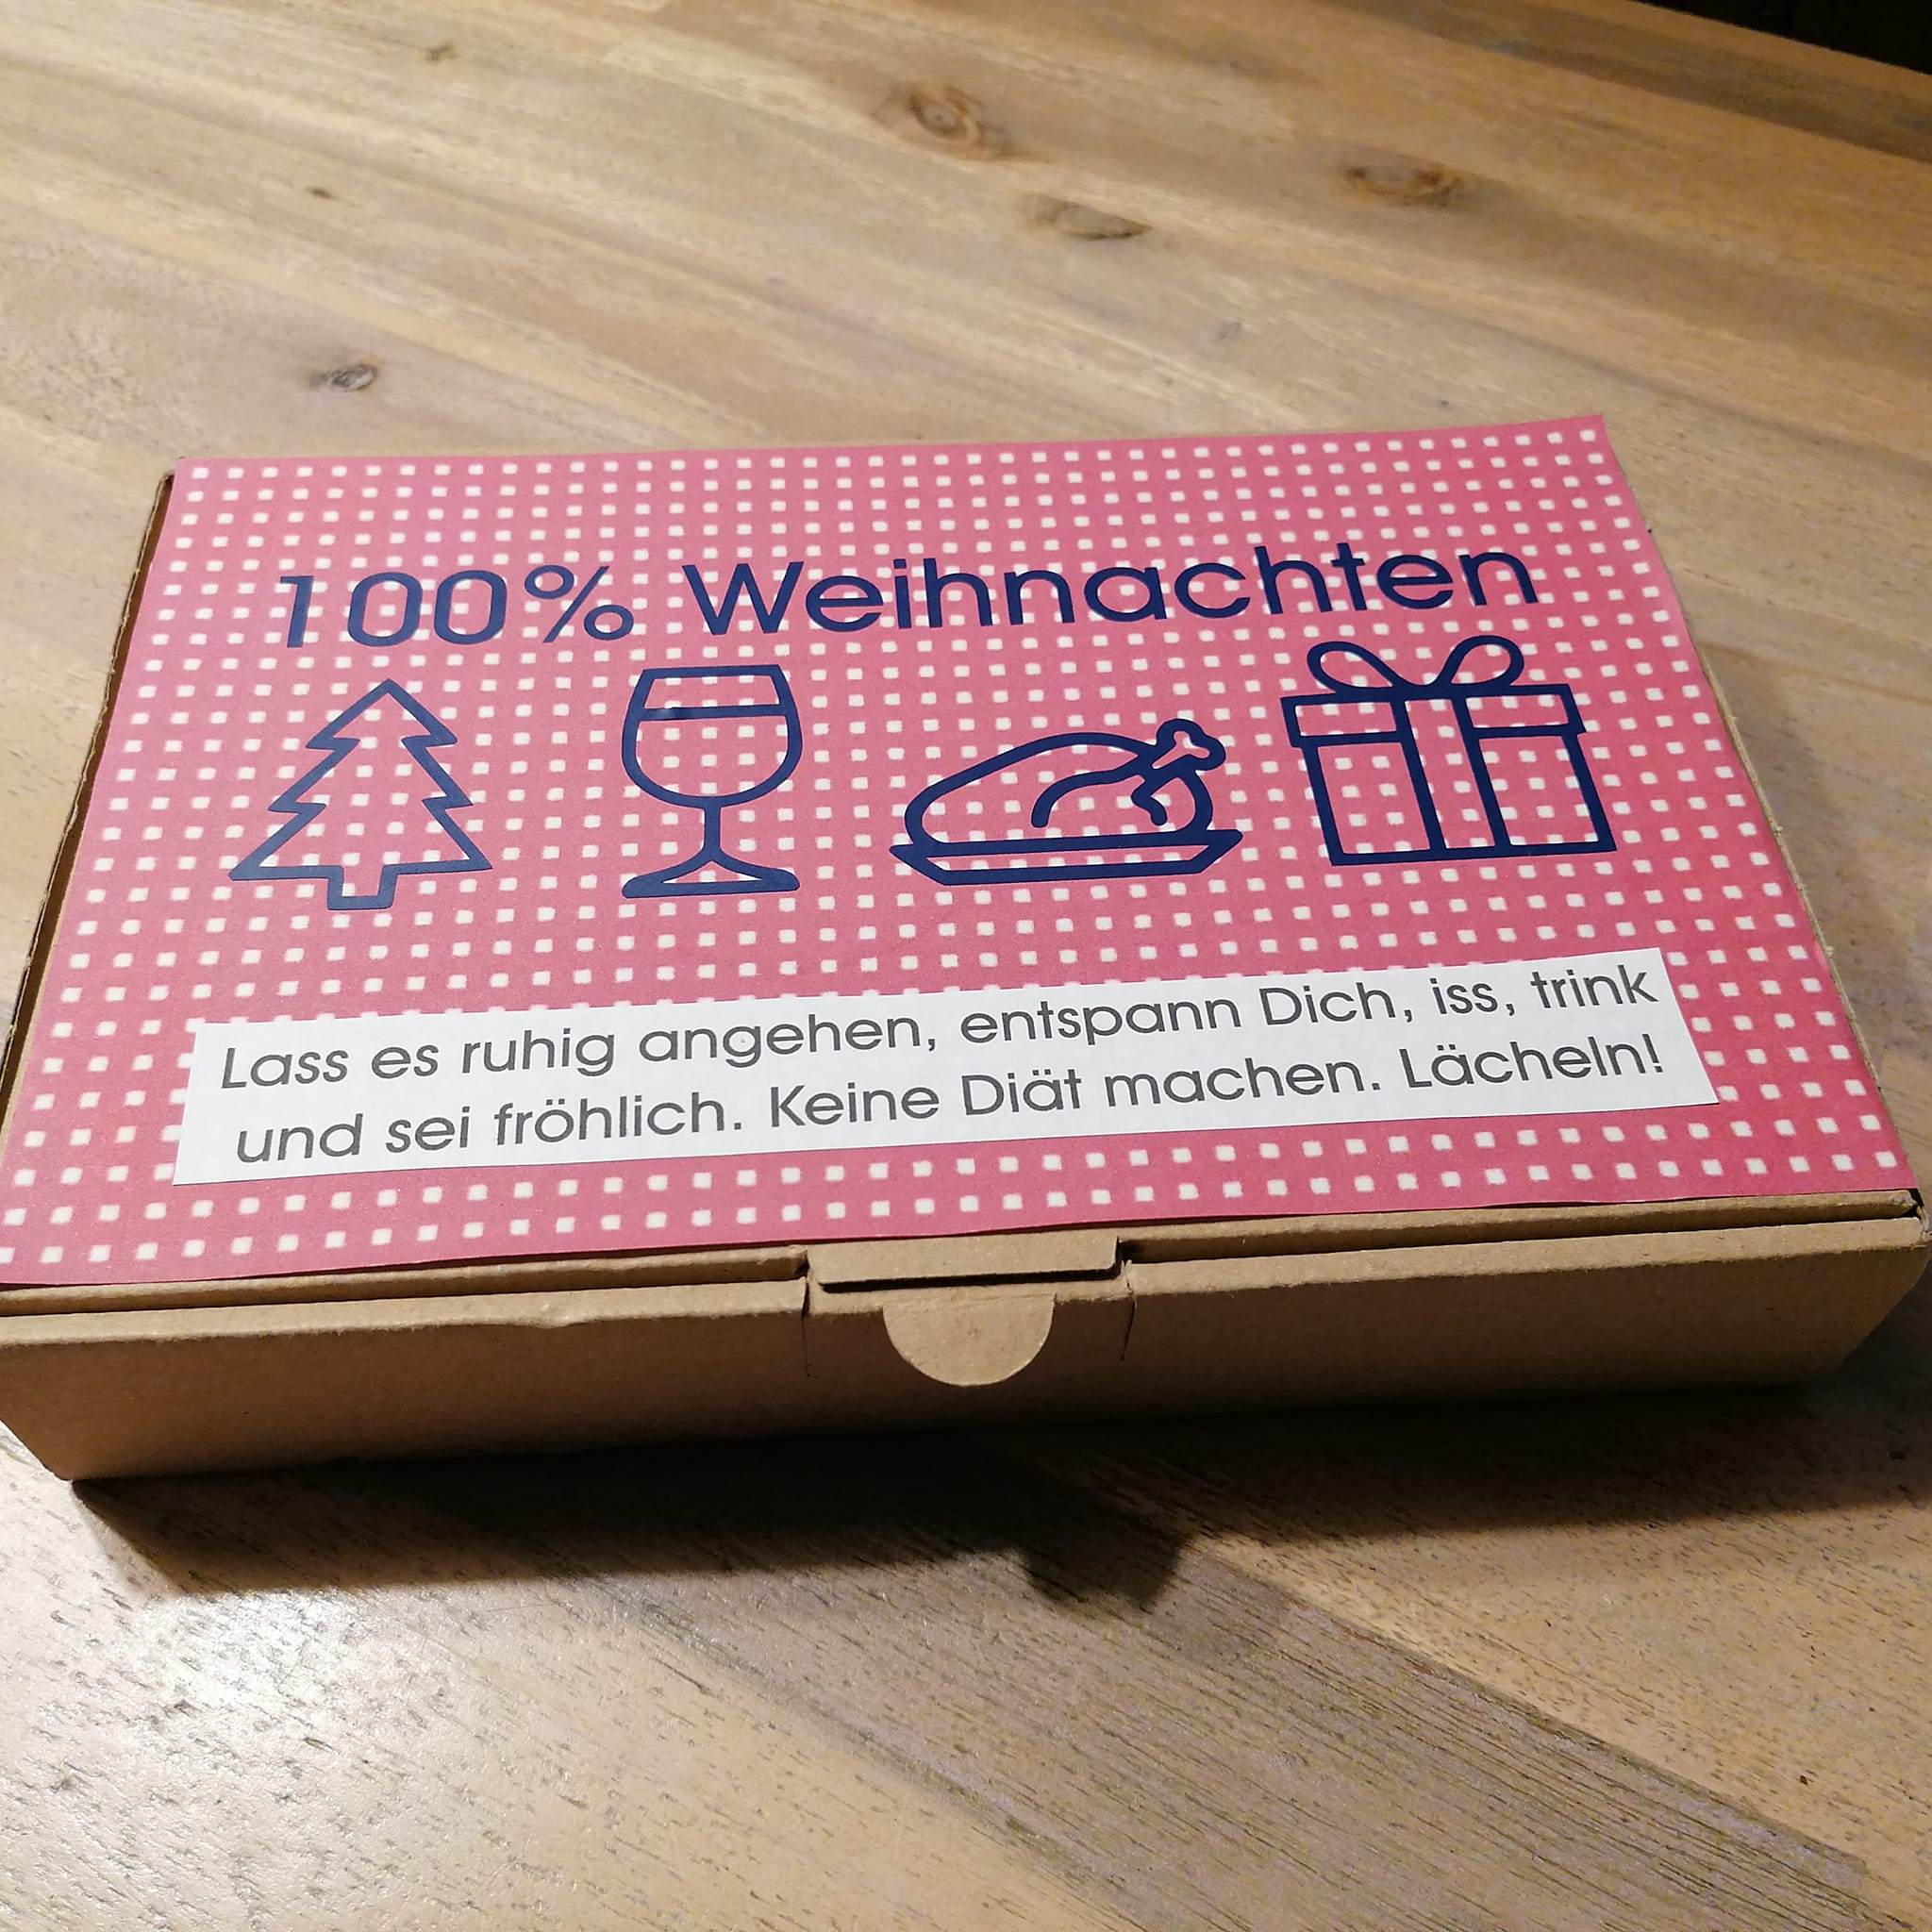 100% Weihnachten
Lass es ruhig angehen, entspann Dich, iss, trink
und sei fröhlich. Keine Diät machen. Lächeln!